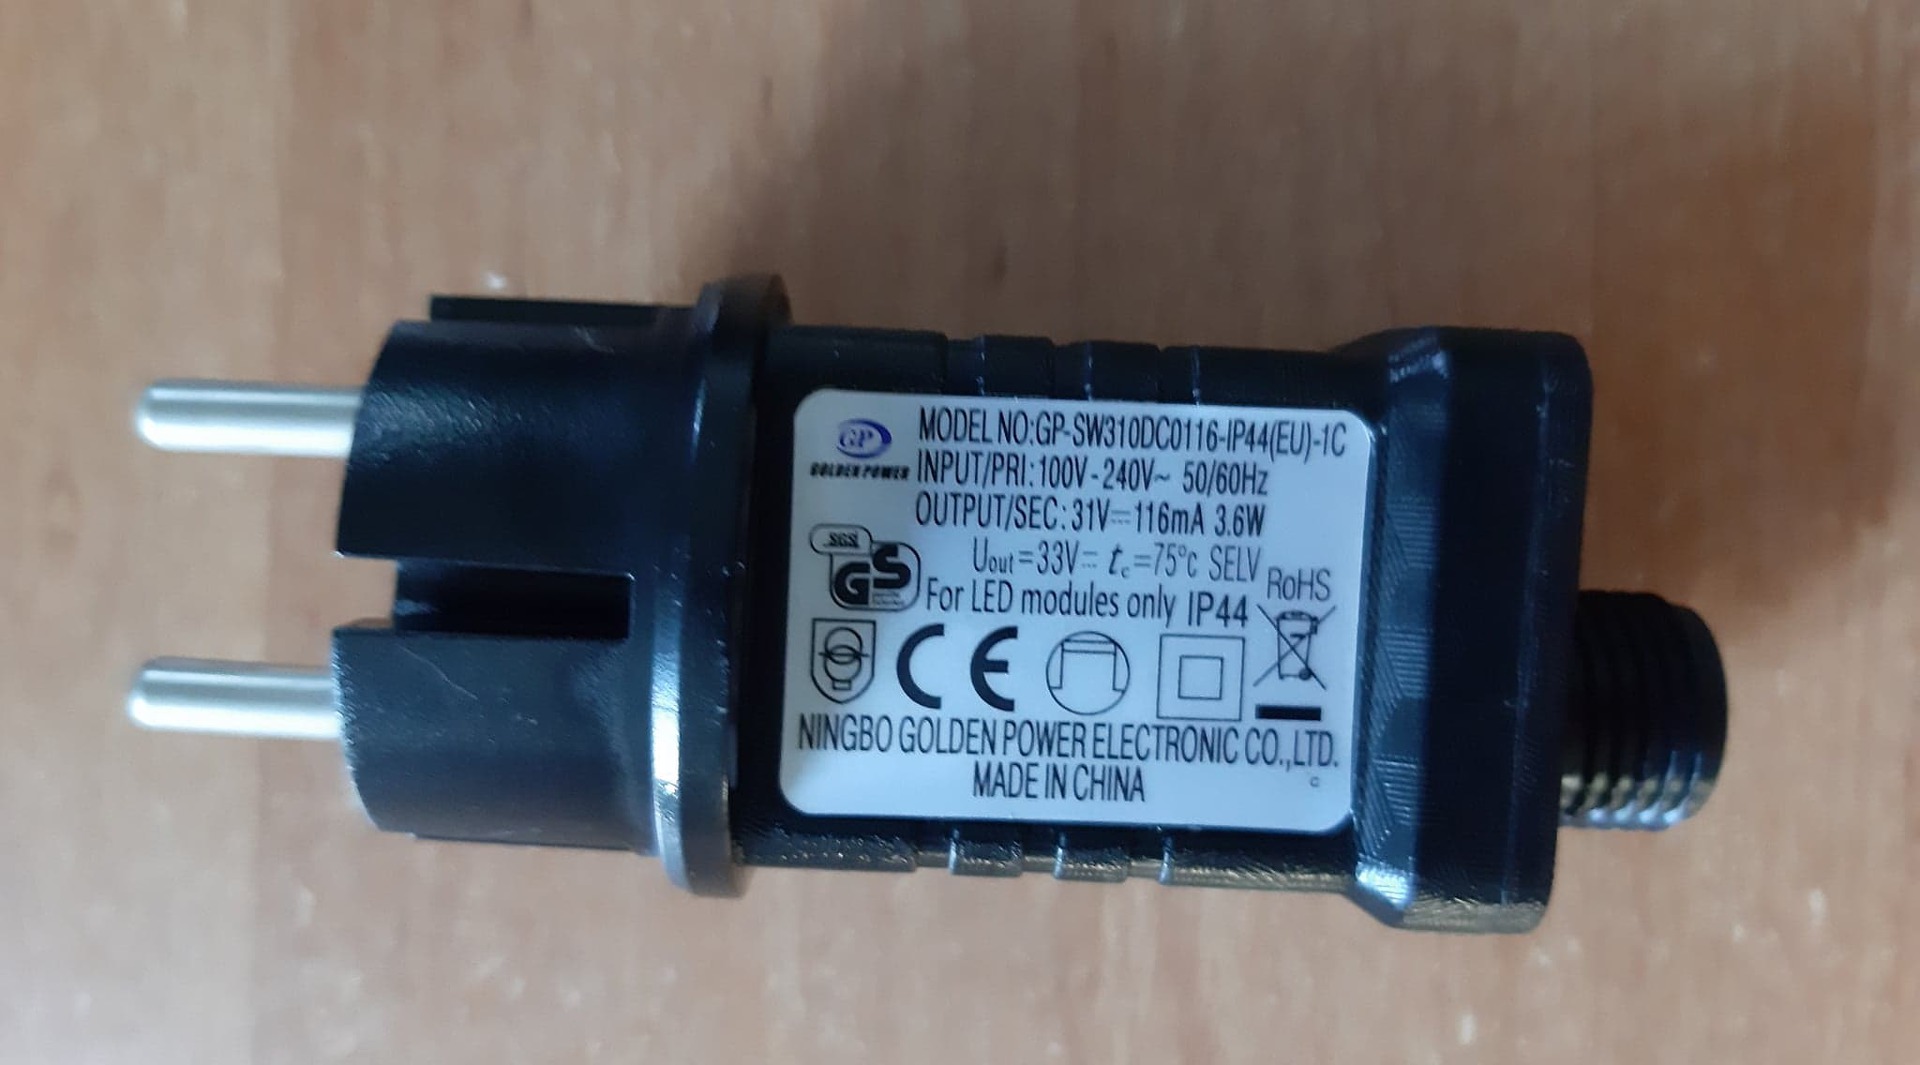 GP
GOLDEN POWER
MODEL NO:GP-SW310DC0116-IP44(EU)-1C
INPUT/PRI:100V-240V~ 50/60Hz
OUTPUT/SEC:31V⎓116mA 3.6W
Uout=33V⎓ tc=75°c SELV
SGS
GS
For LED modules only IP44
RoHS
CE
NINGBO GOLDEN POWER ELECTRONIC CO.,LTD.
MADE IN CHINA
G